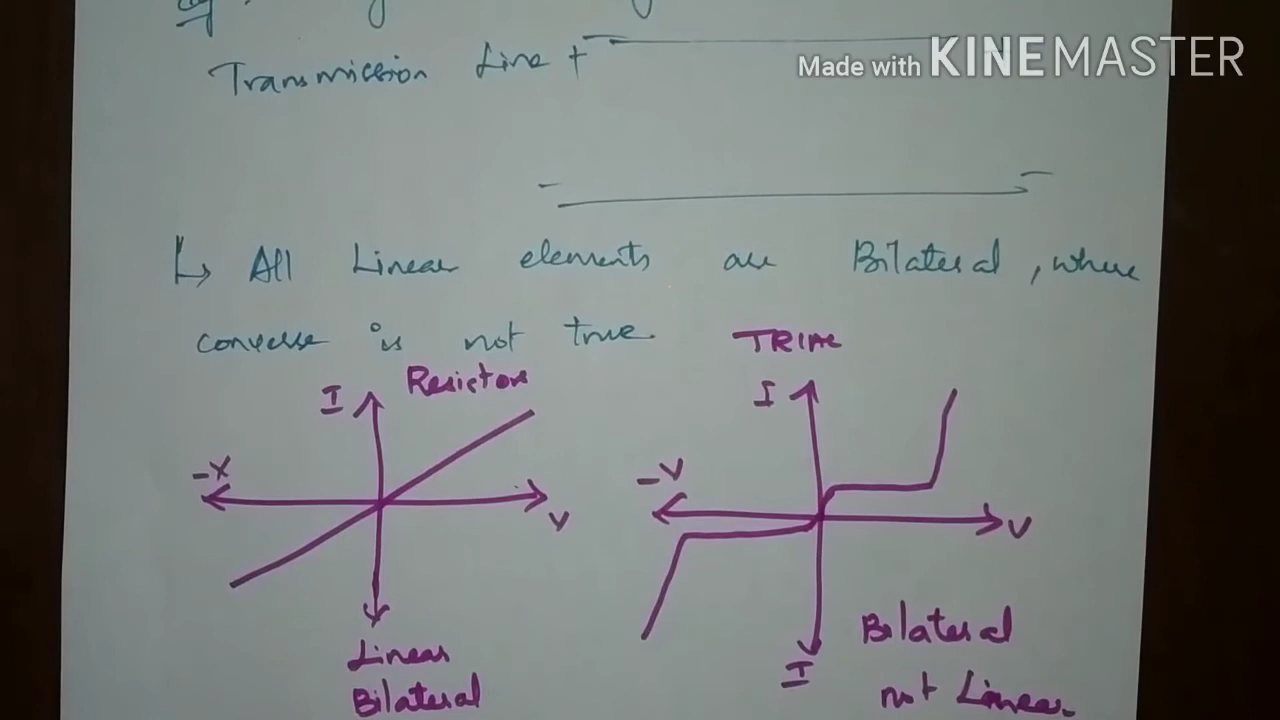 Made with KINEMASTER
Transmission Line +
↳ All Linear elements are Bilateral, where
converse is not true.
TRIAC
Resistor
I
I
-V
V
-V
V
I
Linear
Bilateral
Bilateral
not Linear.